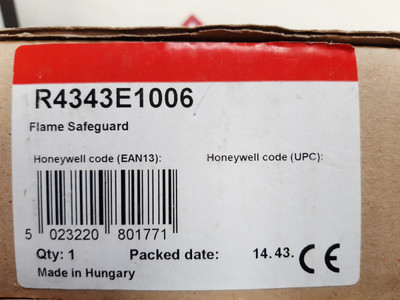 R4343E1006
Flame Safeguard
Honeywell code (EAN13): Honeywell code (UPC):
5 023220 801771
Qty: 1 Packed date: 14.43. CE
Made in Hungary